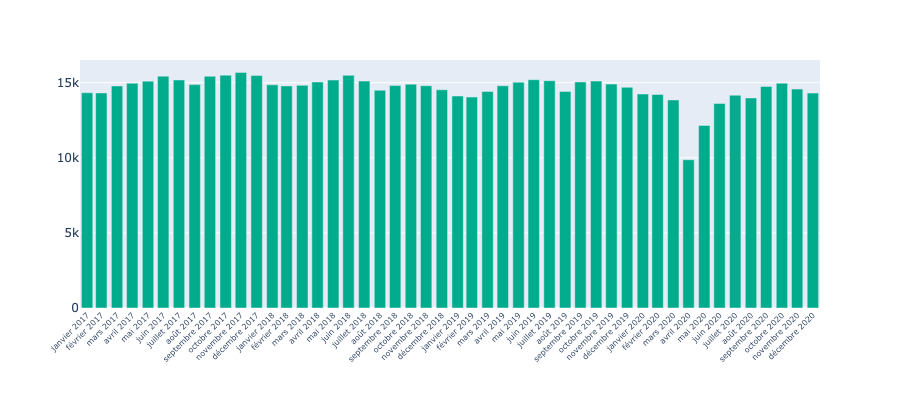 15k
10k
5k
0
janvier 2017
février 2017
mars 2017
avril 2017
mai 2017
juin 2017
juillet 2017
août 2017
septembre 2017
octobre 2017
novembre 2017
décembre 2017
janvier 2018
février 2018
mars 2018
avril 2018
mai 2018
juin 2018
juillet 2018
août 2018
septembre 2018
octobre 2018
novembre 2018
décembre 2018
janvier 2019
février 2019
mars 2019
avril 2019
mai 2019
juin 2019
juillet 2019
août 2019
septembre 2019
octobre 2019
novembre 2019
décembre 2019
janvier 2020
février 2020
mars 2020
avril 2020
mai 2020
juin 2020
juillet 2020
août 2020
septembre 2020
octobre 2020
novembre 2020
décembre 2020